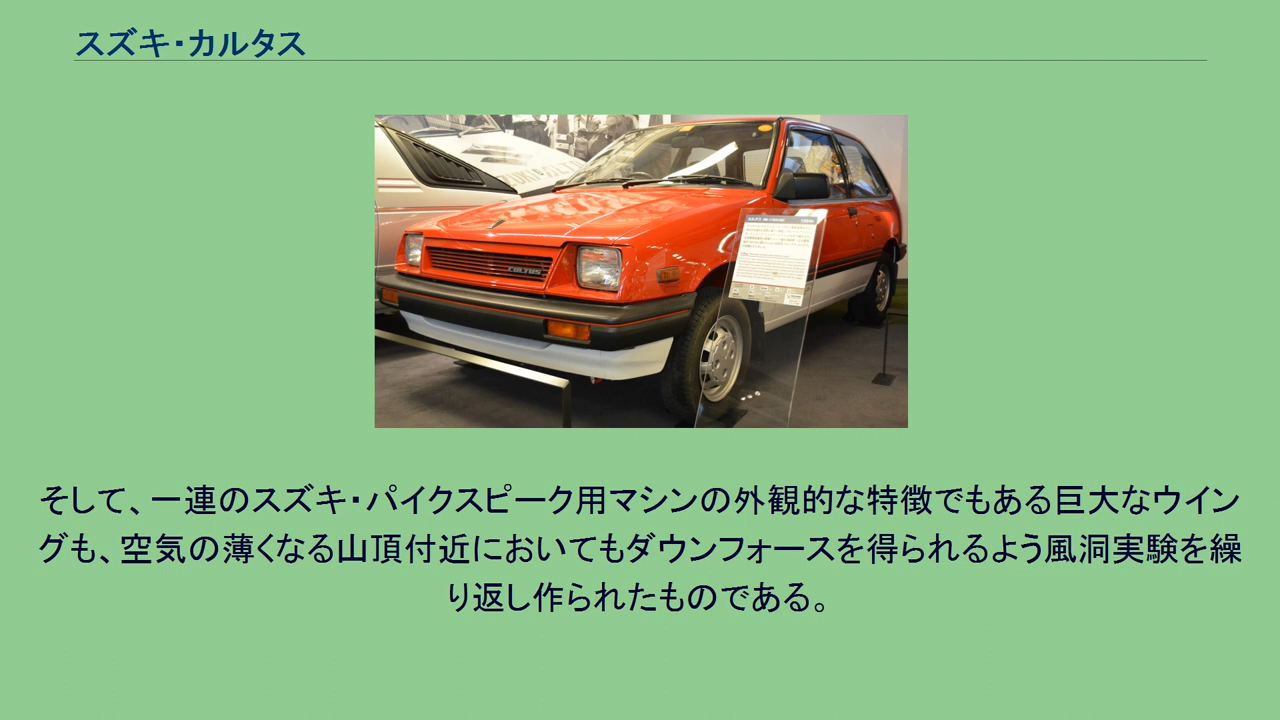 スズキ・カルタス
CULTUS
そして、一連のスズキ・パイクスピーク用マシンの外観的な特徴でもある巨大なウイン
グも、空気の薄くなる山頂付近においてもダウンフォースを得られるよう風洞実験を繰
り返し作られたものである。